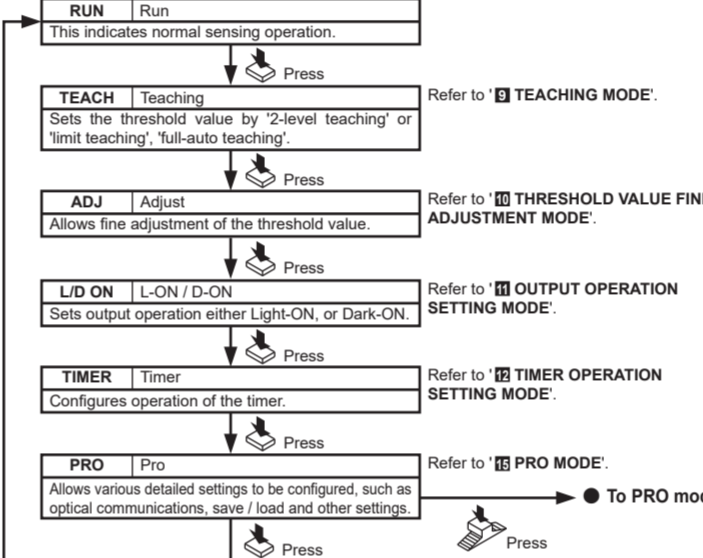 RUN Run
This indicates normal sensing operation.
Press
TEACH Teaching
Refer to '9 TEACHING MODE'.
Sets the threshold value by '2-level teaching' or
'limit teaching', 'full-auto teaching'.
Press
ADJ Adjust
Refer to '10 THRESHOLD VALUE FINE
ADJUSTMENT MODE'.
Allows fine adjustment of the threshold value.
Press
L/D ON L-ON / D-ON
Refer to '11 OUTPUT OPERATION
SETTING MODE'.
Sets output operation either Light-ON, or Dark-ON.
Press
TIMER Timer
Refer to '12 TIMER OPERATION
SETTING MODE'.
Configures operation of the timer.
Press
PRO Pro
Refer to '15 PRO MODE'.
Allows various detailed settings to be configured, such as
optical communications, save / load and other settings.
To PRO
Press
Press